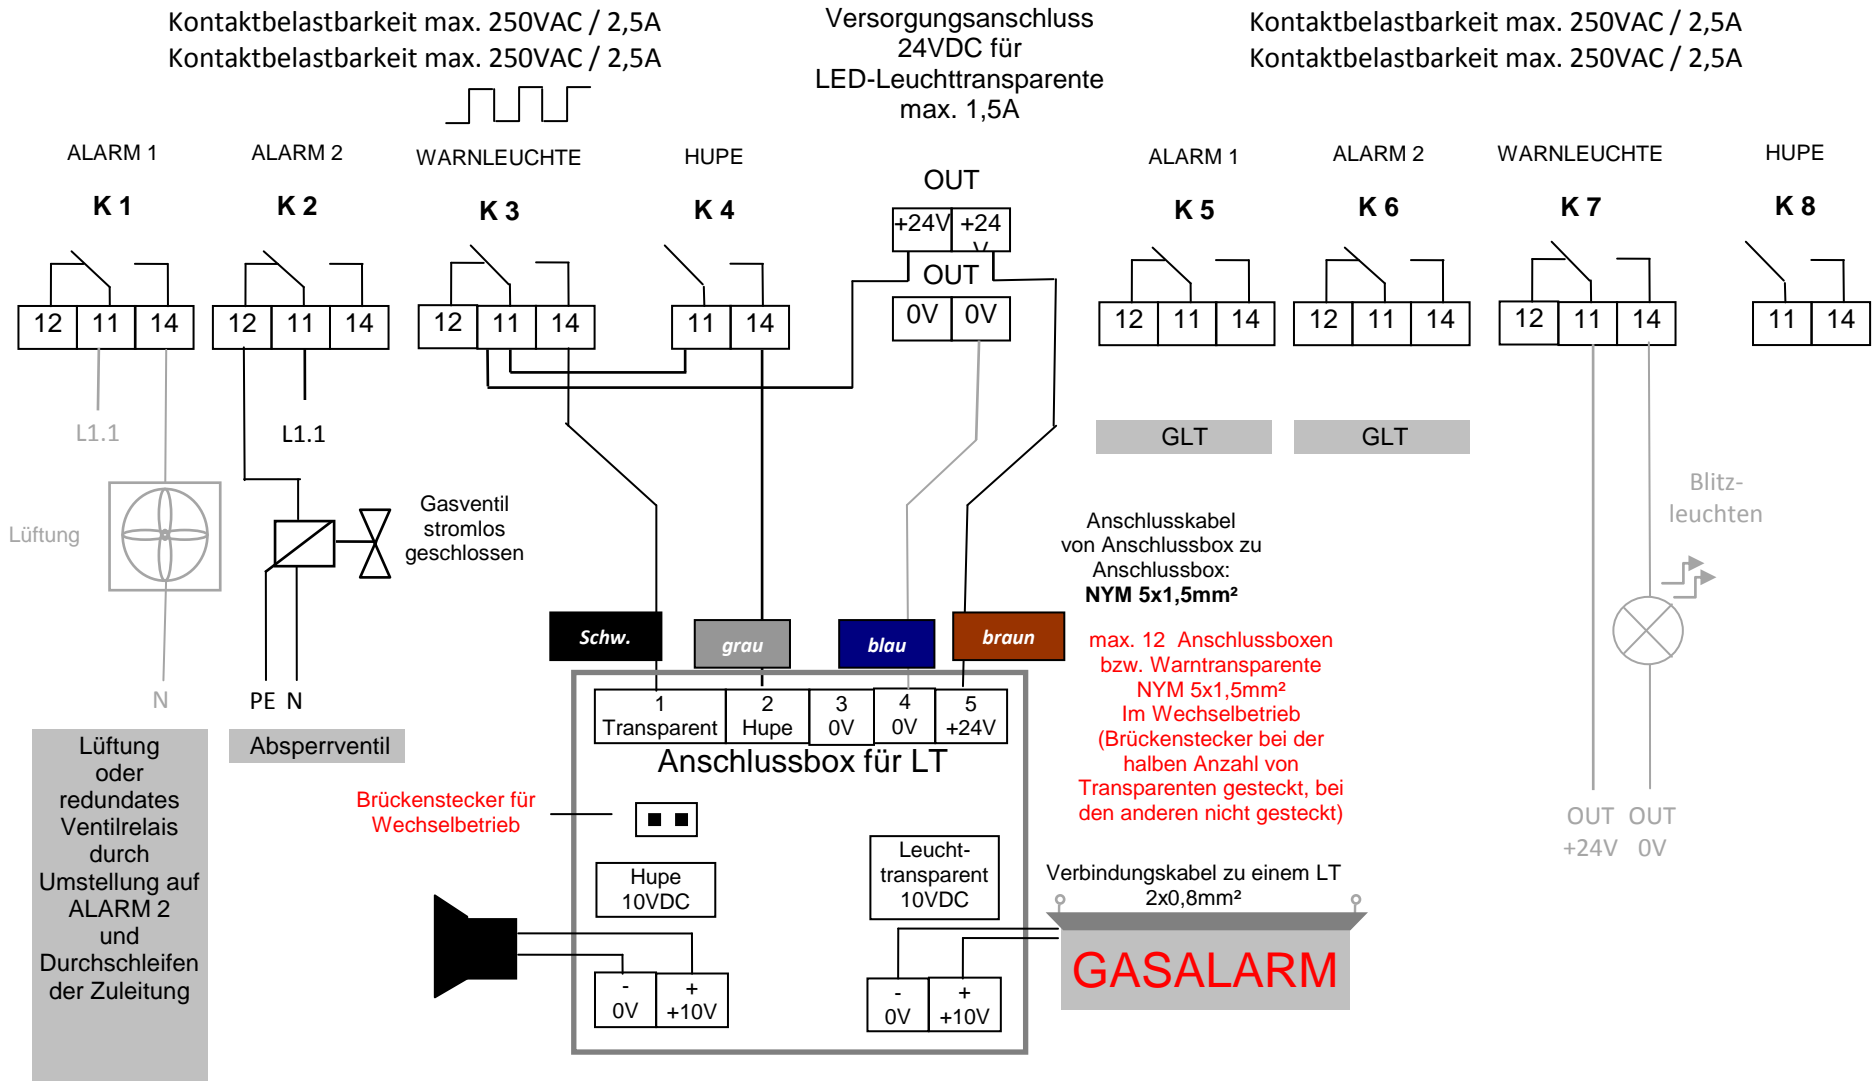 Kontaktbelastbarkeit max. 250VAC / 2,5A
Kontaktbelastbarkeit max. 250VAC / 2,5A
Versorgungsanschluss
24VDC für
LED-Leuchttransparente
max. 1,5A
Kontaktbelastbarkeit max. 250VAC / 2,5A
Kontaktbelastbarkeit max. 250VAC / 2,5A
ALARM 1
K 1
ALARM 2
K 2
WARNLEUCHTE
K 3
HUPE
K 4
OUT
+24V +24V
OUT
0V 0V
ALARM 1
K 5
ALARM 2
K 6
WARNLEUCHTE
K 7
HUPE
K 8
12 11 14
12 11 14
12 11 14
11 14
12 11 14
12 11 14
12 11 14
11 14
L1.1
L1.1
GLT
GLT
Lüftung
Gasventil
stromlos
geschlossen
Blitz-
leuchten
Anschlusskabel
von Anschlussbox zu
Anschlussbox:
NYM 5x1,5mm²
Schw.
grau
blau
braun
max. 12 Anschlussboxen
bzw. Warntransparente
NYM 5x1,5mm²
Im Wechselbetrieb
(Brückenstecker bei der
halben Anzahl von
Transparenten gesteckt, bei
den anderen nicht gesteckt)
N
PE N
1 2 3 4 5
Transparent Hupe 0V 0V +24V
Anschlussbox für LT
Lüftung
oder
redundates
Ventilrelais
durch
Umstellung auf
ALARM 2
und
Durchschleifen
der Zuleitung
Absperrventil
Brückenstecker für
Wechselbetrieb
OUT OUT
+24V 0V
Hupe
10VDC
Leucht-
transparent
10VDC
Verbindungskabel zu einem LT
2x0,8mm²
GASALARM
- +
0V +10V
- +
0V +10V